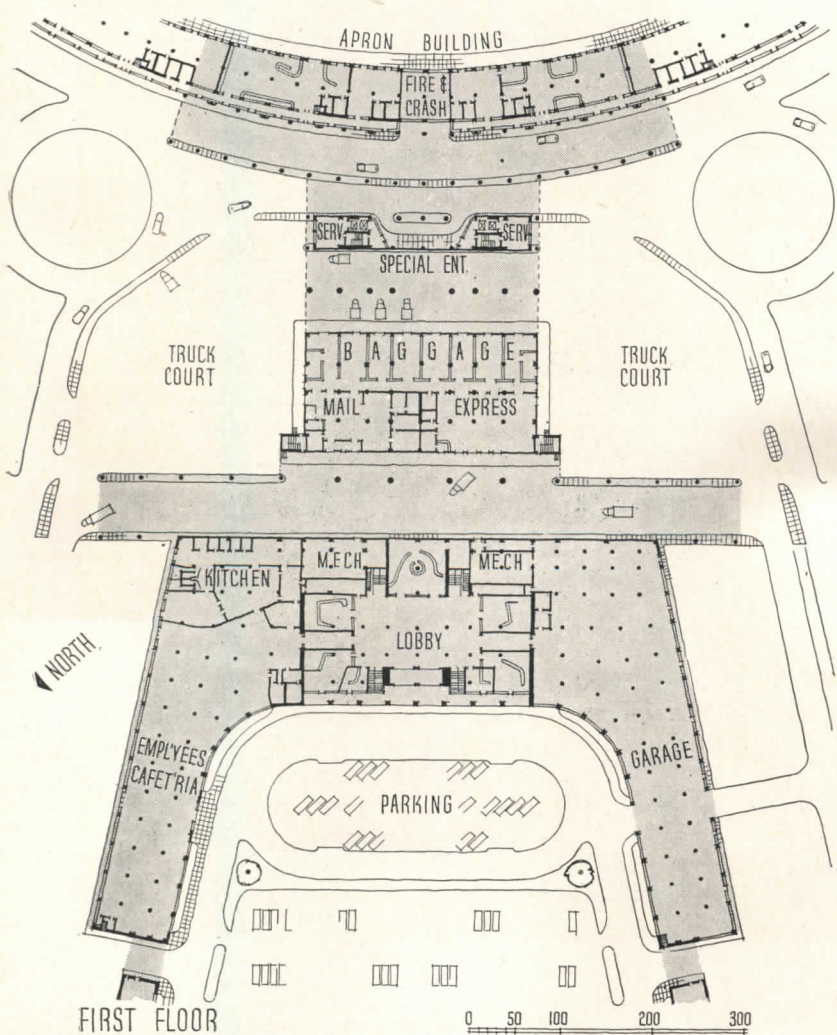 APRON BUILDING
FIRE &
CRASH
SERV.
SERV.
SPECIAL ENT.
TRUCK
COURT
BAGGAGE
TRUCK
COURT
MAIL
EXPRESS
MECH
MECH
KITCHEN
LOBBY
NORTH
EMPLYEES
CAFET'RIA
GARAGE
PARKING
FIRST FLOOR
0 50 100 200 300